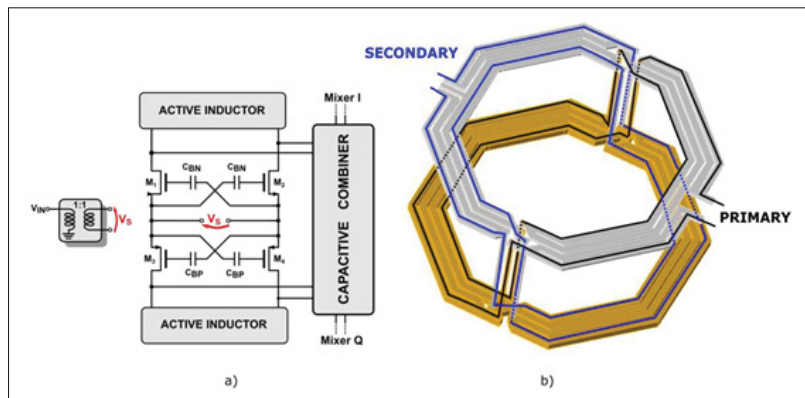 ACTIVE INDUCTOR
Mixer I
CBN CBN
M1 M2
1:1
VIN VS
VS
M3 M4
CBP CBP
CAPACITIVE COMBINER
ACTIVE INDUCTOR
Mixer Q
a)
SECONDARY
PRIMARY
b)